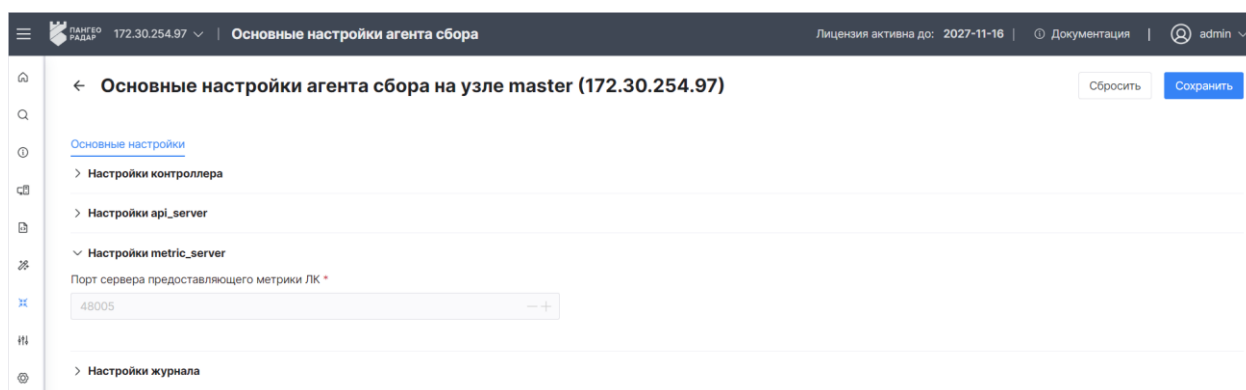 ПАНГЕО РАДАР 172.30.254.97 | Основные настройки агента сбора Лицензия активна до: 2027-11-16 | Документация | admin
Основные настройки агента сбора на узле master (172.30.254.97) Сбросить Сохранить
Основные настройки
Настройки контроллера
Настройки api_server
Настройки metric_server
Порт сервера предоставляющего метрики ЛК *
48005
Настройки журнала